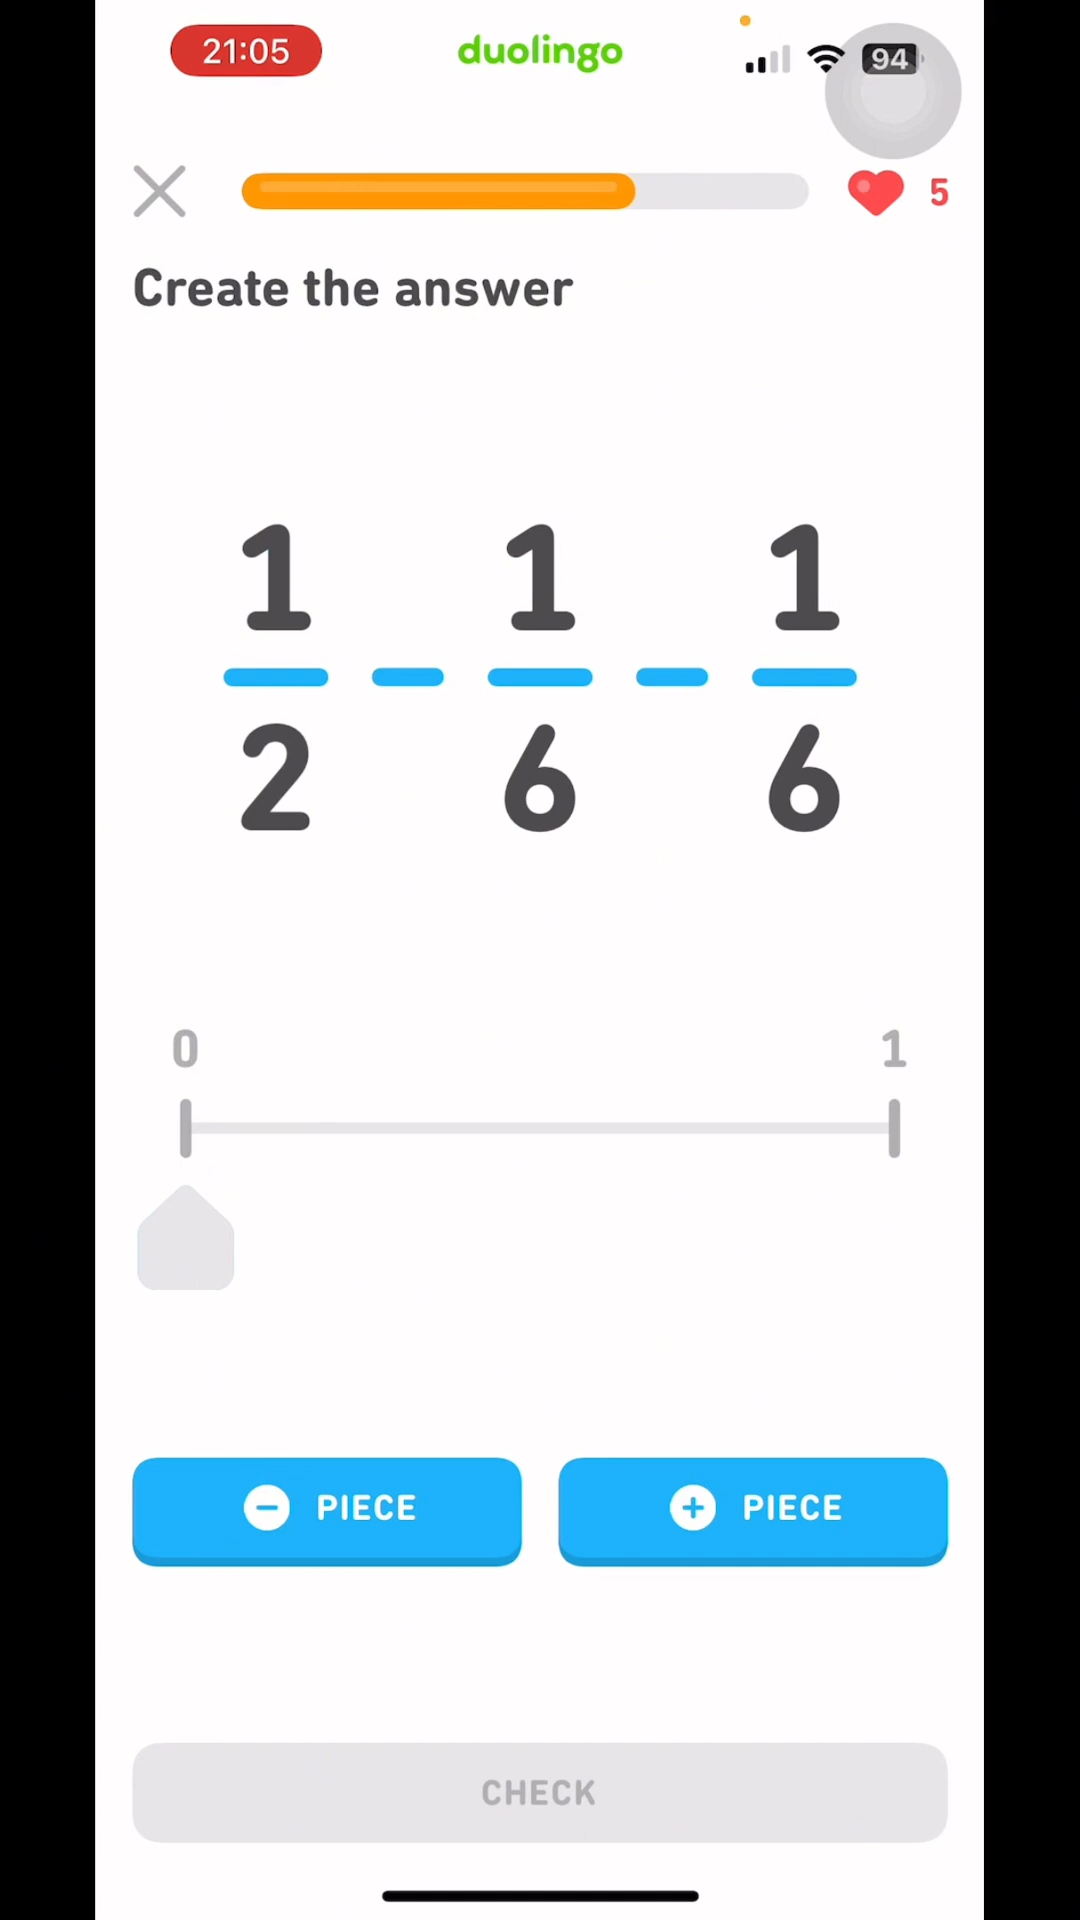 21:05 duolingo 94
5
Create the answer
1 1 1
— – — – —
2 6 6
0 1
− PIECE + PIECE
CHECK